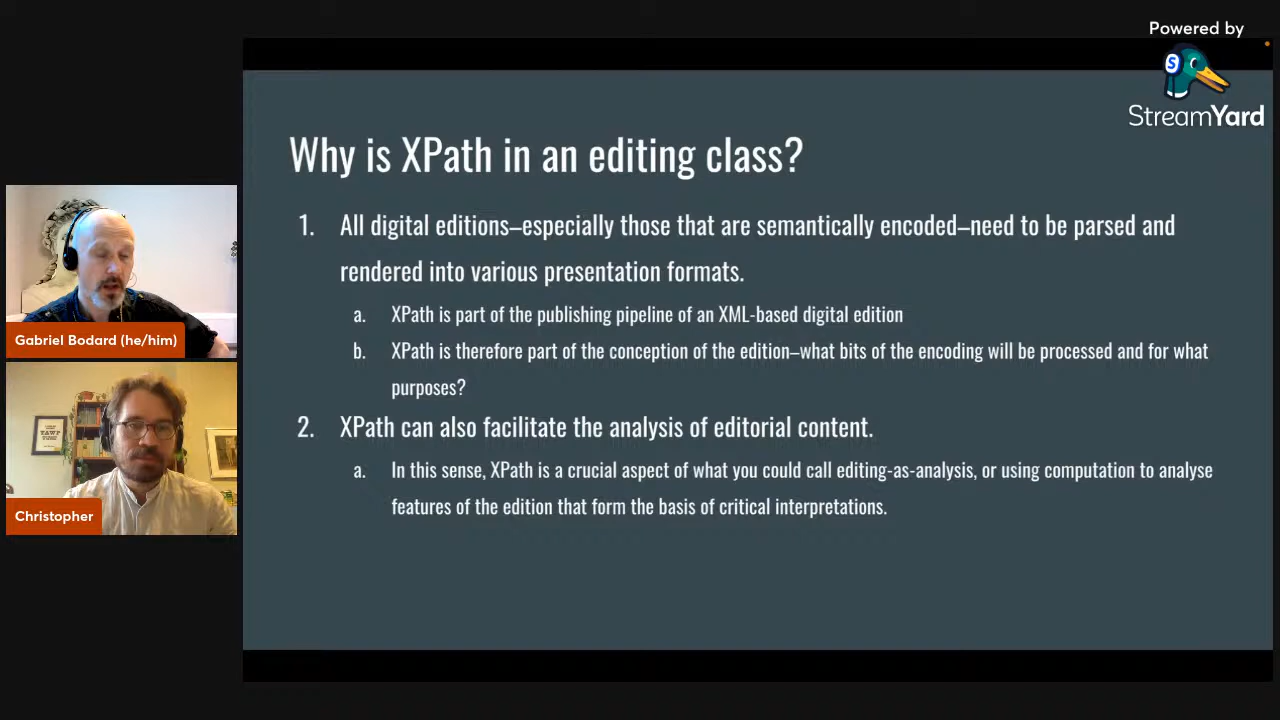 Powered by
S
StreamYard
Why is XPath in an editing class?
1. All digital editions–especially those that are semantically encoded–need to be parsed and
rendered into various presentation formats.
a. XPath is part of the publishing pipeline of an XML-based digital edition
b. XPath is therefore part of the conception of the edition–what bits of the encoding will be processed and for what
purposes?
2. XPath can also facilitate the analysis of editorial content.
a. In this sense, XPath is a crucial aspect of what you could call editing-as-analysis, or using computation to analyse
features of the edition that form the basis of critical interpretations.
Gabriel Bodard (he/him)
YAWP
Christopher